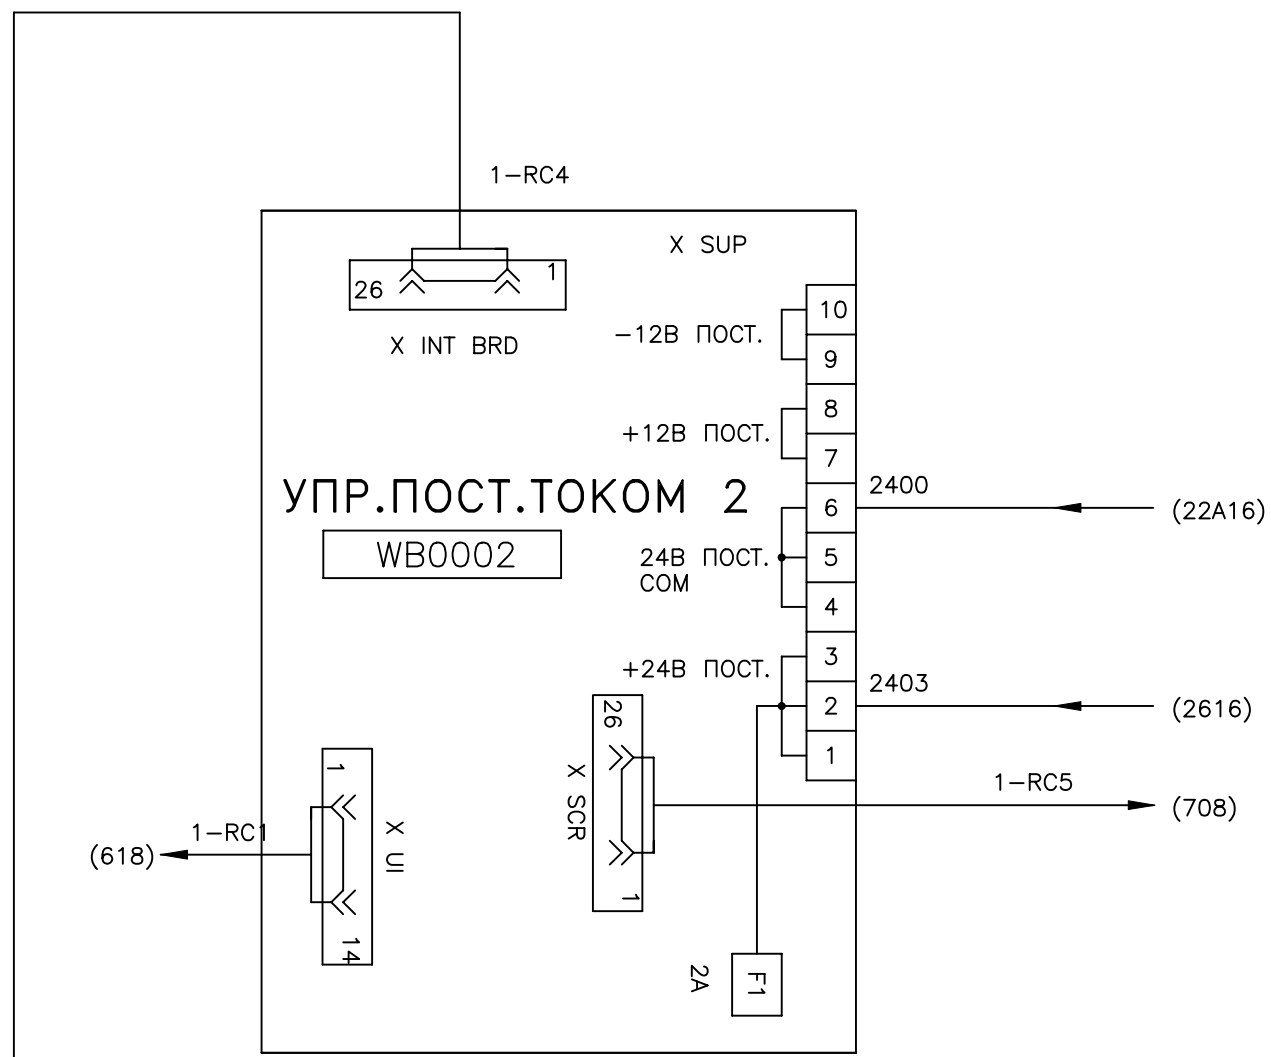 1-RC4
X SUP
26
1
X INT BRD
-12В ПОСТ.
10
9
+12В ПОСТ.
8
7
УПР.ПОСТ.ТОКОМ 2
WB0002
24В ПОСТ.
COM
6
5
4
2400
(22A16)
+24В ПОСТ.
3
2
1
2403
(2616)
26
X SCR
1
1-RC5
(708)
1
X UI
14
1-RC1
(618)
2A
F1